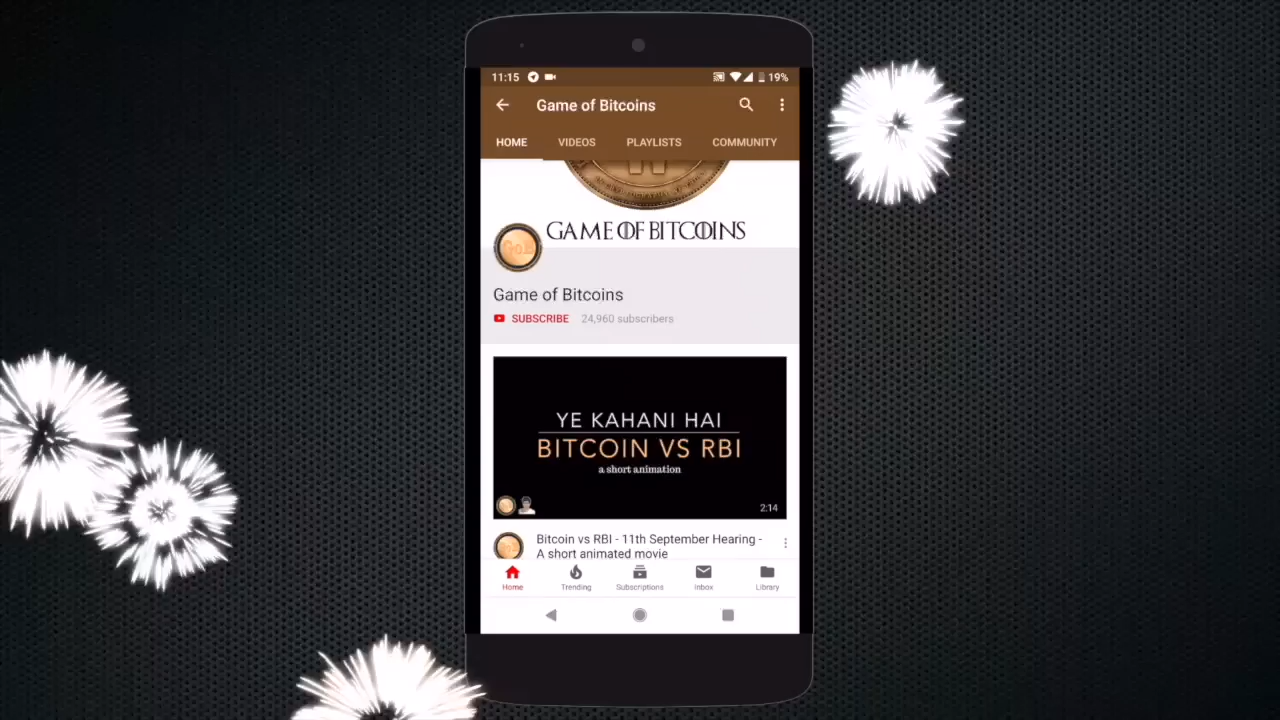 11:15
19%
Game of Bitcoins
HOME VIDEOS PLAYLISTS COMMUNITY
GAME OF BITCOINS
Game of Bitcoins
SUBSCRIBE 24,960 subscribers
YE KAHANI HAI
BITCOIN VS RBI
a short animation
2:14
Bitcoin vs RBI - 11th September Hearing -
A short animated movie
Home Trending Subscriptions Inbox Library